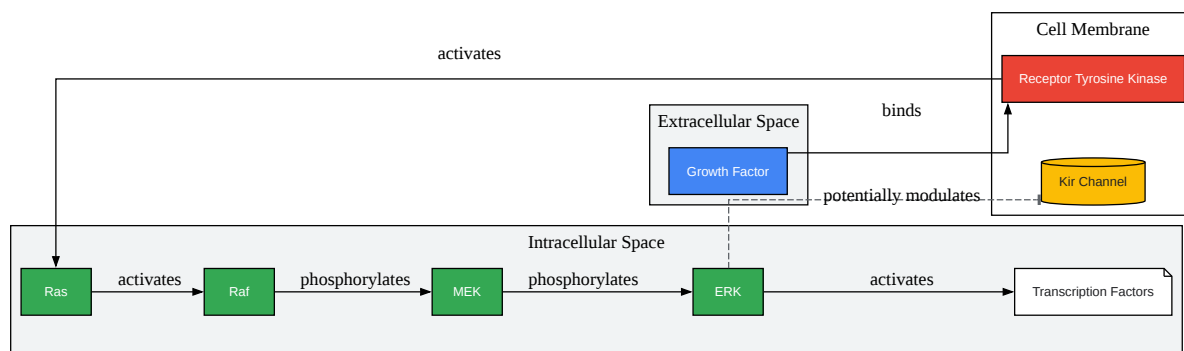 Cell Membrane
activates
Receptor Tyrosine Kinase
binds
Extracellular Space
Growth Factor
Kir Channel
potentially modulates
Intracellular Space
Ras
activates
Raf
phosphorylates
MEK
phosphorylates
ERK
activates
Transcription Factors